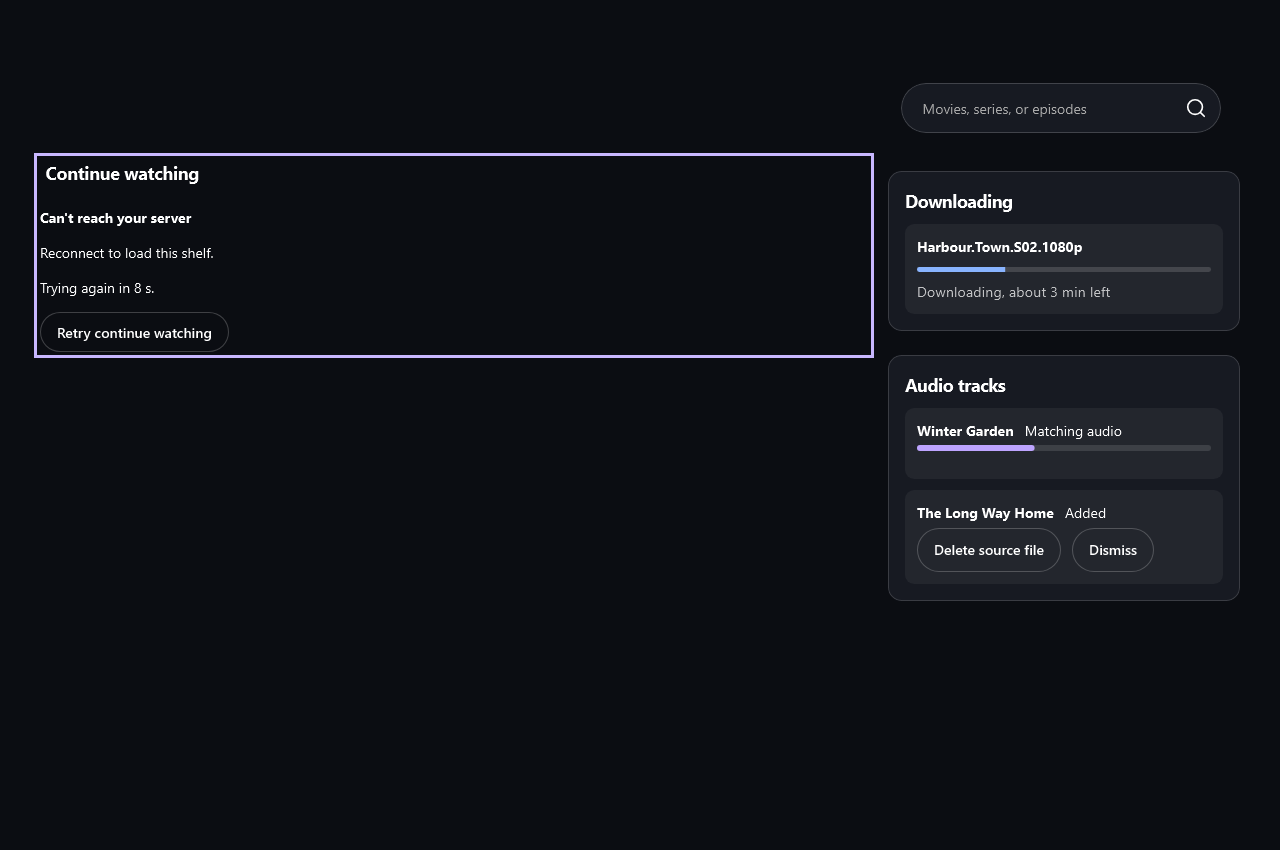 Movies, series, or episodes
Continue watching
Can't reach your server
Reconnect to load this shelf.
Trying again in 8 s.
Retry continue watching
Downloading
Harbour.Town.S02.1080p
Downloading, about 3 min left
Audio tracks
Winter Garden Matching audio
The Long Way Home Added
Delete source file Dismiss